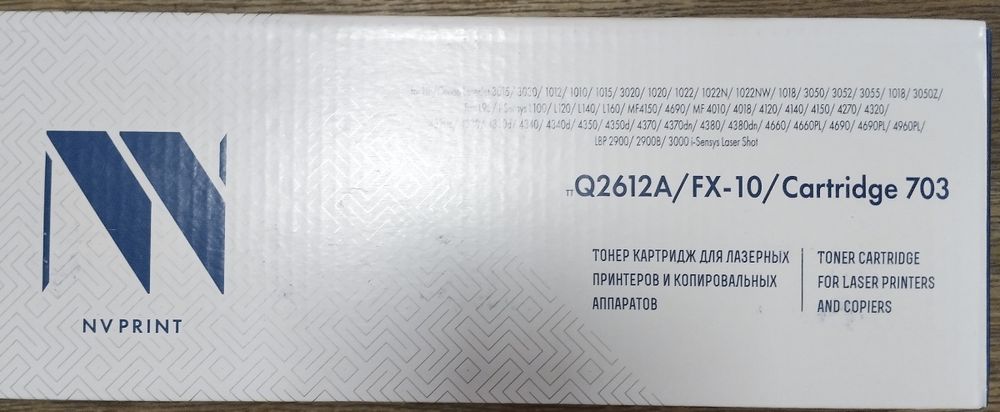 3015/ 3030/ 1012/ 1010/ 1015/ 3020/ 1020/ 1022/ 1022N/ 1022NW/ 1018/ 3050/ 3052/ 3055/ 1018/ 3050Z/
L100/ L120/ L140/ L160/ MF4150/ 4690/ MF 4010/ 4018/ 4120/ 4140/ 4150/ 4270/ 4320/
4340/ 4340d/ 4350/ 4350d/ 4370/ 4370dn/ 4380/ 4380dn/ 4660/ 4660PL/ 4690/ 4690PL/ 4960PL/
LBP 2900/ 2900B/ 3000 i-Sensys Laser Shot
TT Q2612A/FX-10/Cartridge 703
ТОНЕР КАРТРИДЖ ДЛЯ ЛАЗЕРНЫХ
ПРИНТЕРОВ И КОПИРОВАЛЬНЫХ
АППАРАТОВ
TONER CARTRIDGE
FOR LASER PRINTERS
AND COPIERS
NV PRINT